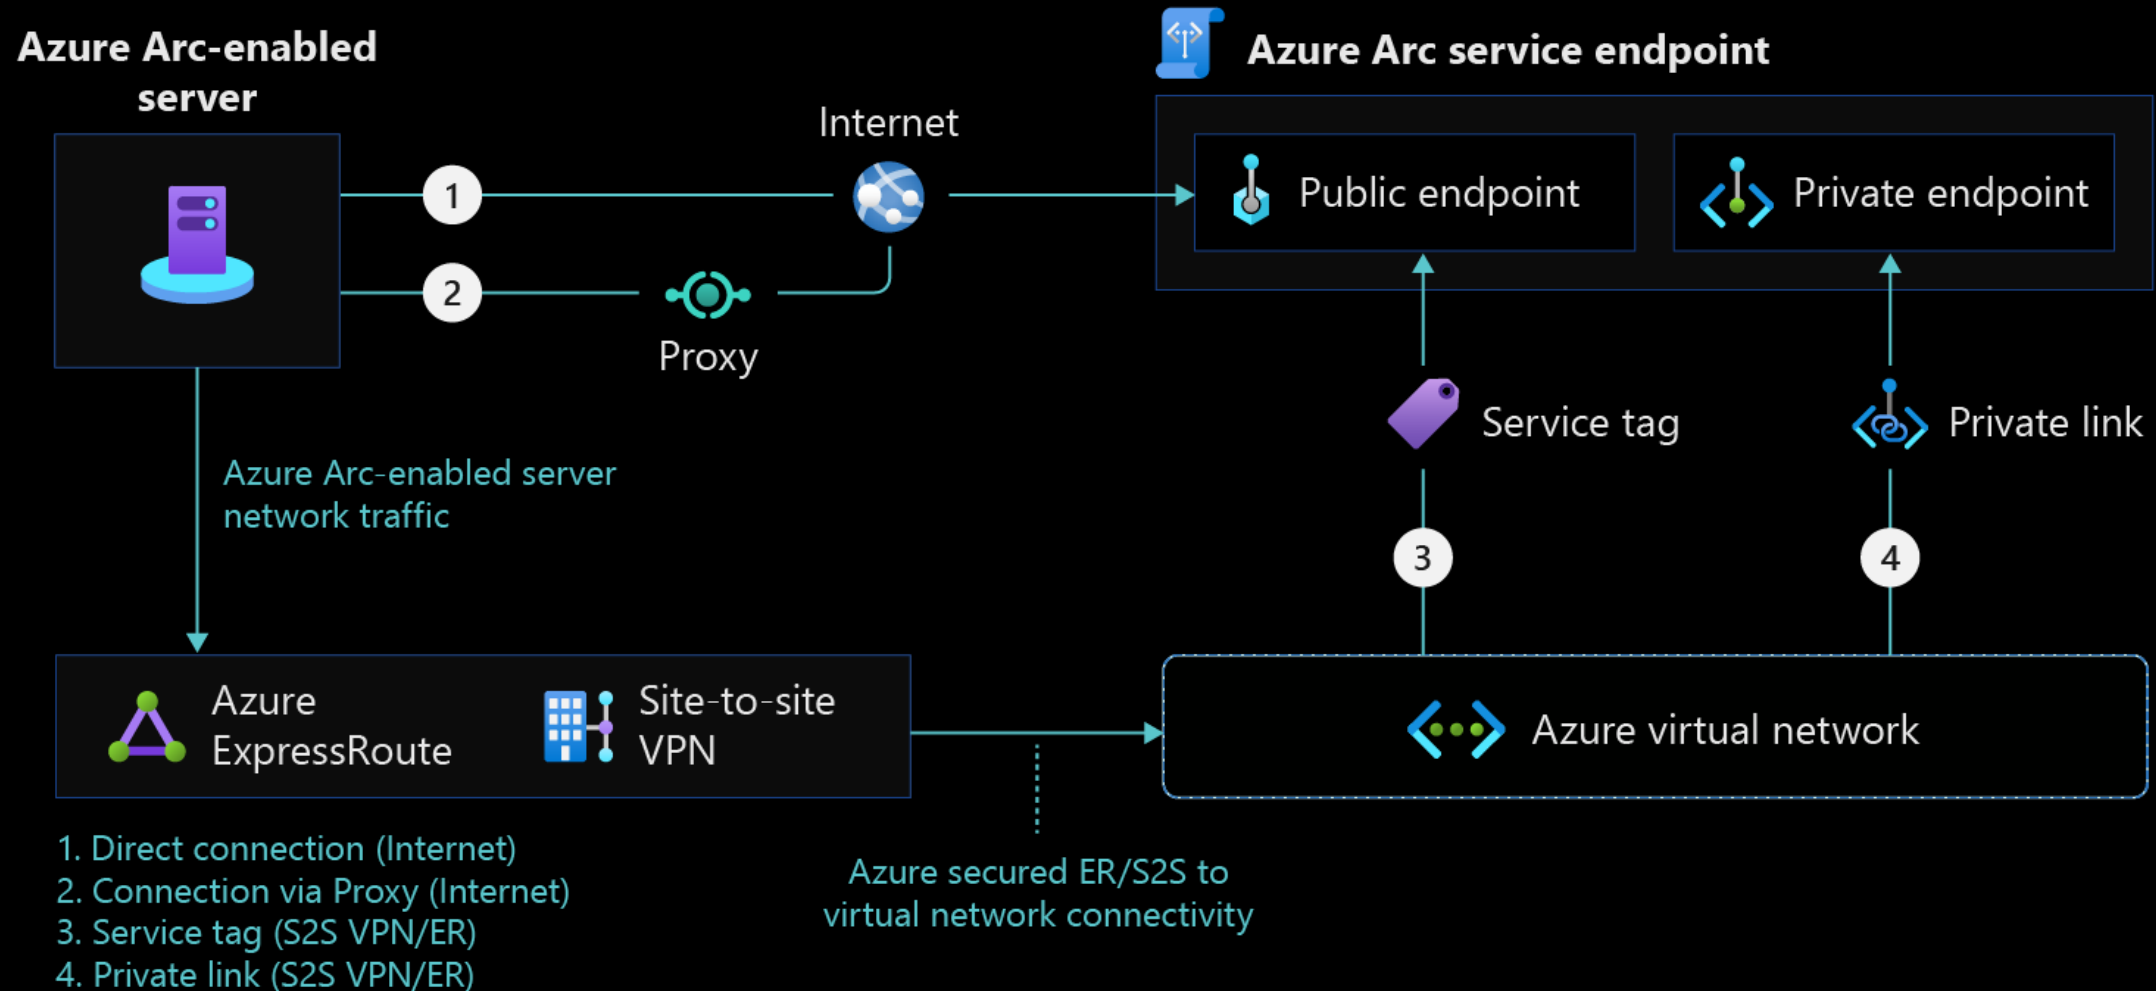 Azure Arc-enabled
server
Azure Arc service endpoint
Internet
1
Public endpoint
Private endpoint
2
Proxy
Service tag
Private link
Azure Arc-enabled server
network traffic
3
4
Azure
ExpressRoute
Site-to-site
VPN
Azure virtual network
1. Direct connection (Internet)
2. Connection via Proxy (Internet)
3. Service tag (S2S VPN/ER)
4. Private link (S2S VPN/ER)
Azure secured ER/S2S to
virtual network connectivity